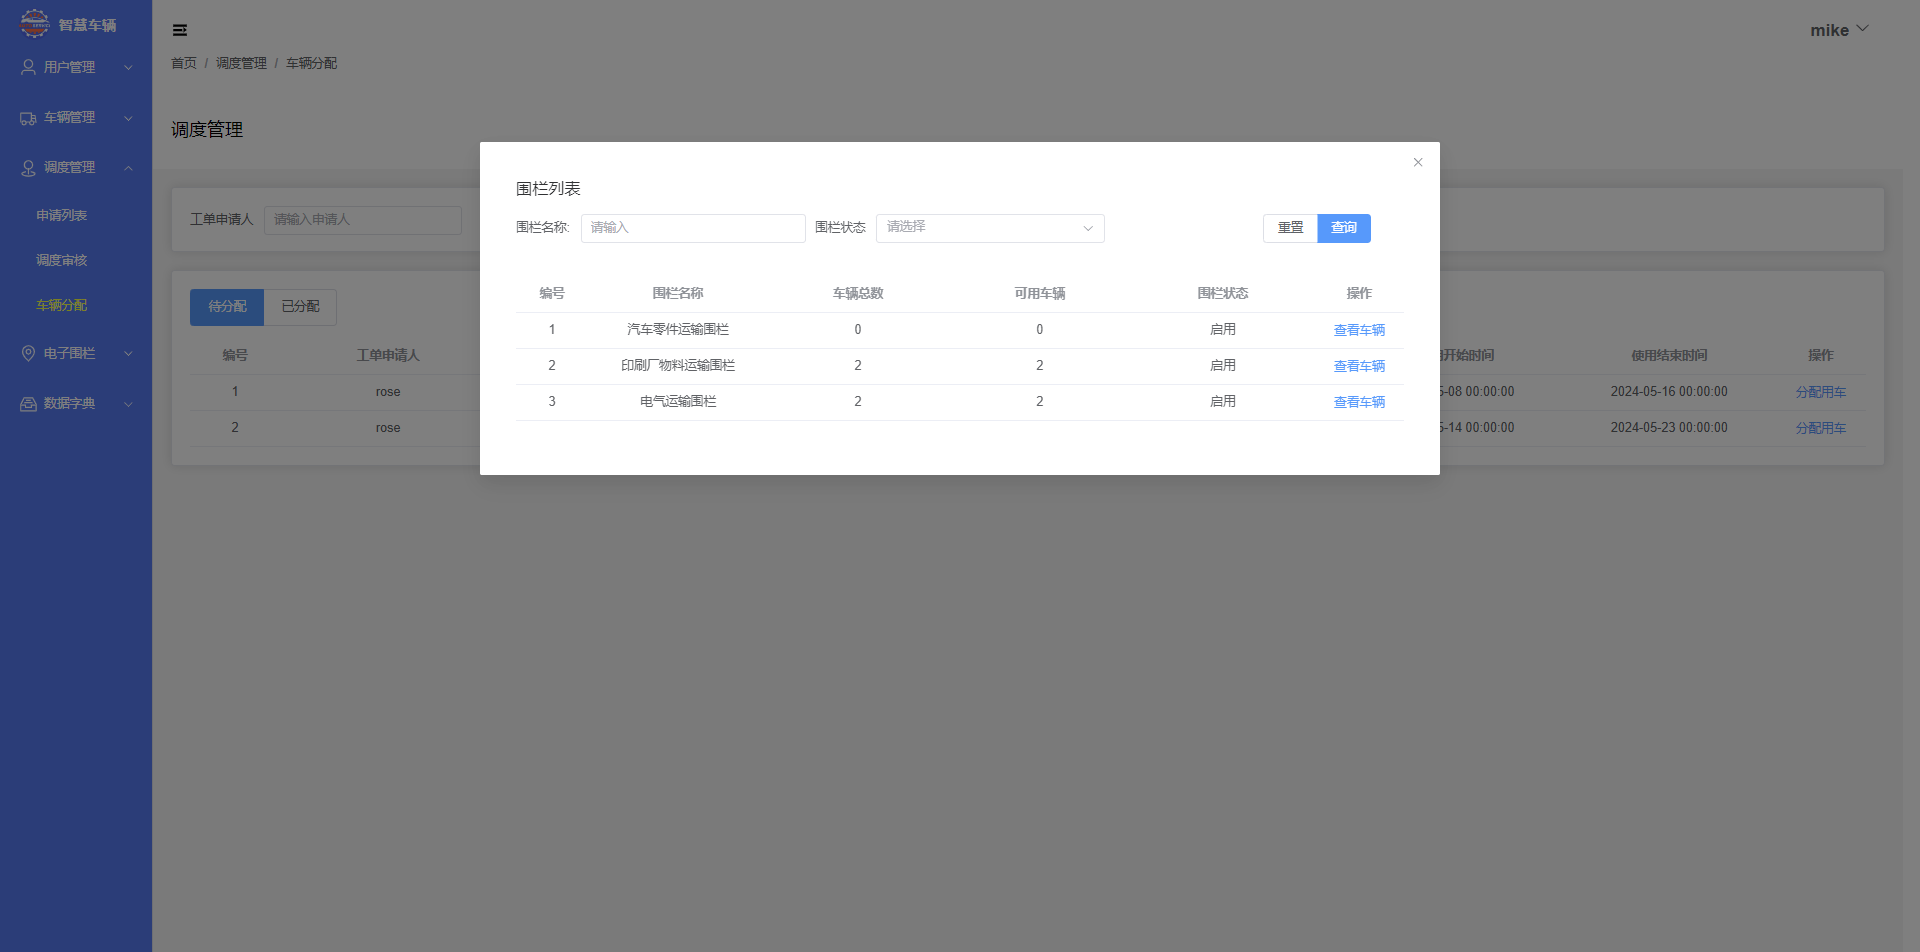 智慧车辆
用户管理
车辆管理
调度管理
申请列表
调度审核
车辆分配
电子围栏
数据字典
mike
首页 / 调度管理 / 车辆分配
调度管理
工单申请人 请输入申请人
待分配 已分配
编号 工单申请人 开始时间 使用结束时间 操作
1 rose -08 00:00:00 2024-05-16 00:00:00 分配用车
2 rose -14 00:00:00 2024-05-23 00:00:00 分配用车
围栏列表
围栏名称: 请输入 围栏状态 请选择 重置 查询
编号 围栏名称 车辆总数 可用车辆 围栏状态 操作
1 汽车零件运输围栏 0 0 启用 查看车辆
2 印刷厂物料运输围栏 2 2 启用 查看车辆
3 电气运输围栏 2 2 启用 查看车辆